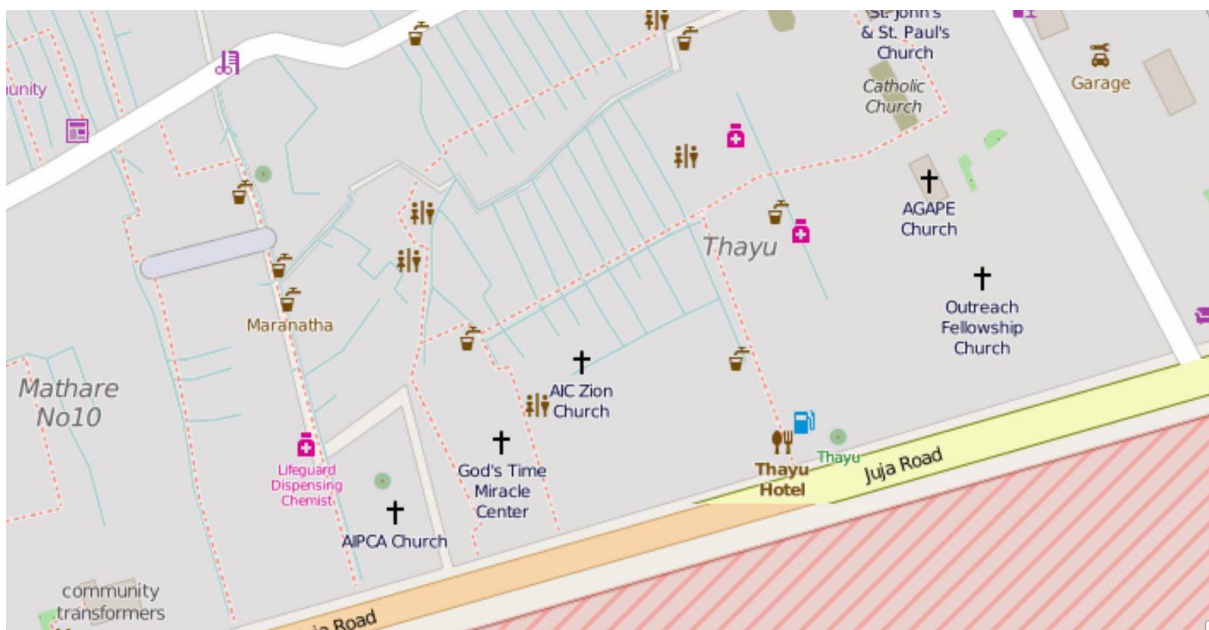 St. John's
& St. Paul's
Church
Catholic
Church
Garage
AGAPE
Church
Thayu
Outreach
Fellowship
Church
Maranatha
Mathare
No10
AIC Zion
Church
God's Time
Miracle
Center
Lifeguard
Dispensing
Chemist
AIPCA Church
Thayu
Hotel
Thayu
Juja Road
community
transformers
Road